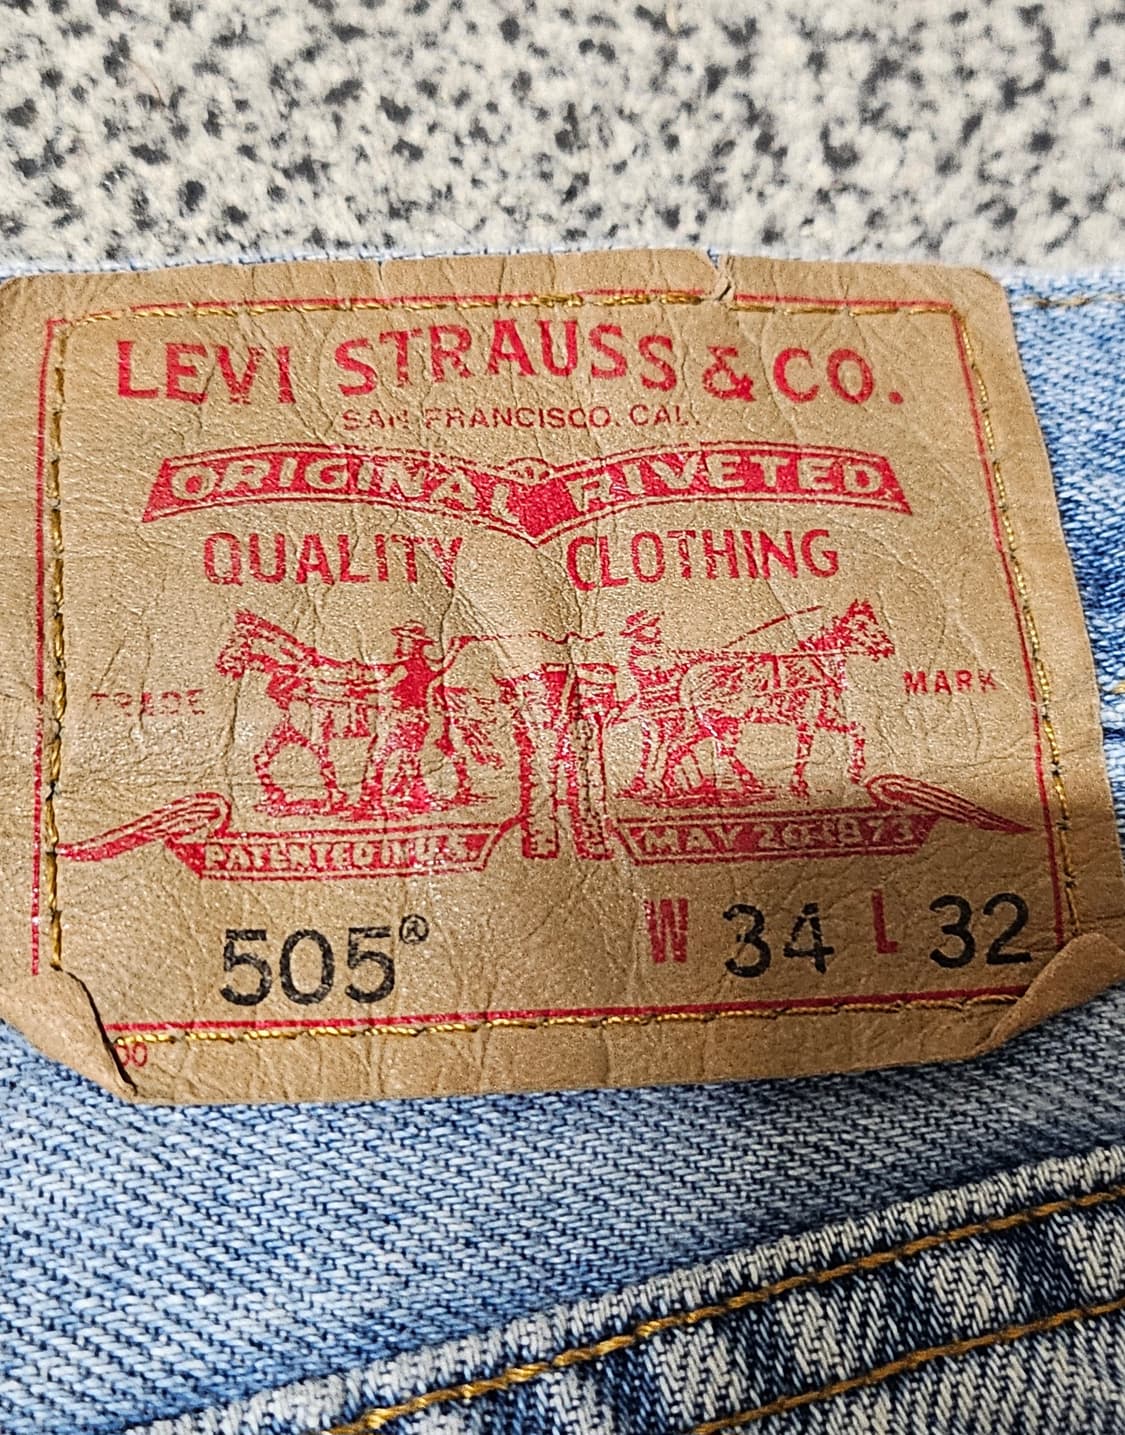 LEVI STRAUSS & CO.
SAN FRANCISCO, CAL.
ORIGINAL RIVETED
QUALITY CLOTHING
TRADE MARK
PATENTED IN U.S. MAY 20 1873
505® W 34 L 32
00